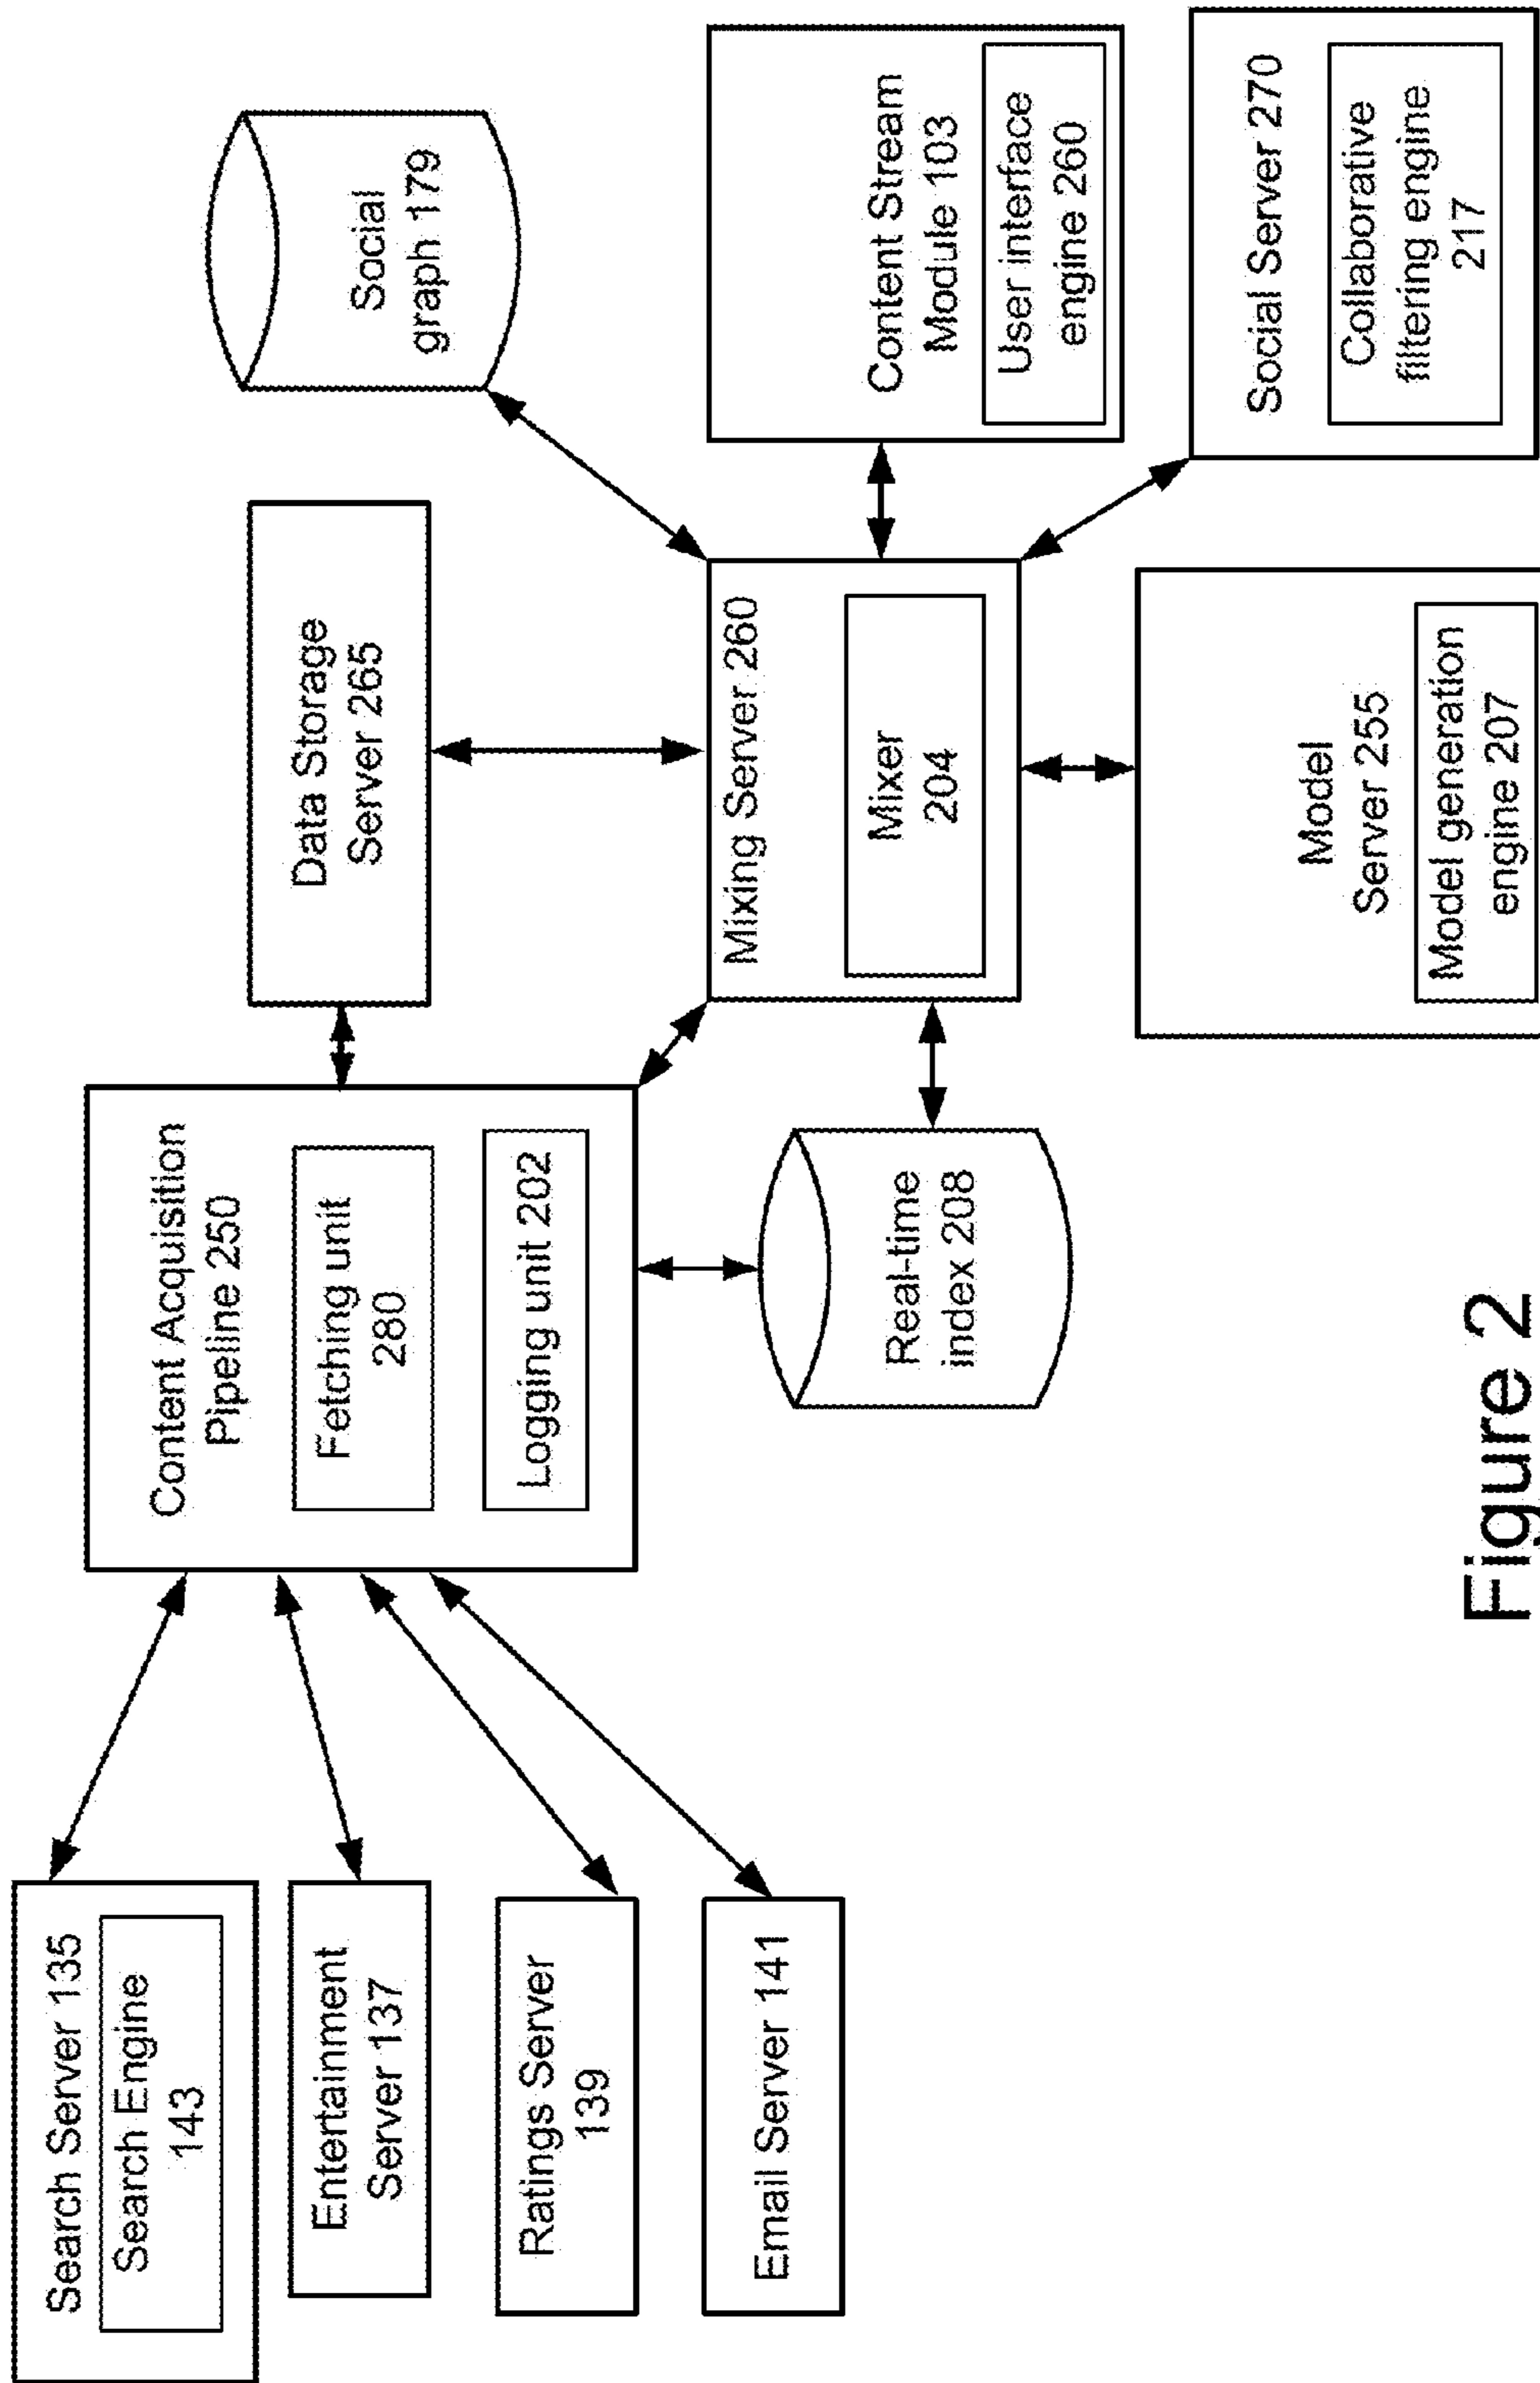 Search Server 135
Search Engine
143
Entertainment
Server 137
Ratings Server
139
Email Server 141
Content Acquisition
Pipeline 250
Fetching unit
280
Logging unit 202
Real-time
index 208
Data Storage
Server 265
Mixing Server 260
Mixer
204
Model
Server 255
Model generation
engine 207
Social
graph 179
Content Stream
Module 103
User interface
engine 260
Social Server 270
Collaborative
filtering engine
217
Figure 2